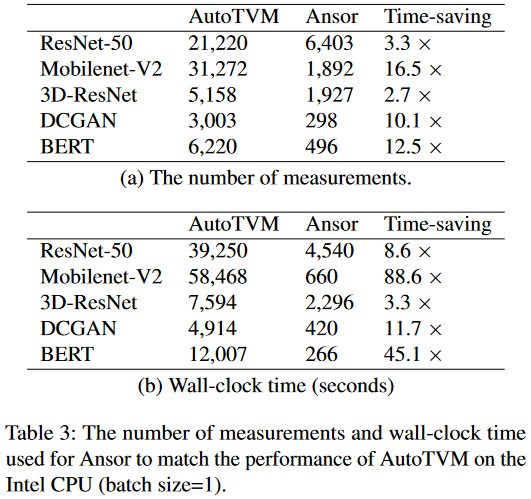 AutoTVM Ansor Time-saving
ResNet-50 21,220 6,403 3.3 ×
Mobilenet-V2 31,272 1,892 16.5 ×
3D-ResNet 5,158 1,927 2.7 ×
DCGAN 3,003 298 10.1 ×
BERT 6,220 496 12.5 ×
(a) The number of measurements.
AutoTVM Ansor Time-saving
ResNet-50 39,250 4,540 8.6 ×
Mobilenet-V2 58,468 660 88.6 ×
3D-ResNet 7,594 2,296 3.3 ×
DCGAN 4,914 420 11.7 ×
BERT 12,007 266 45.1 ×
(b) Wall-clock time (seconds)
Table 3: The number of measurements and wall-clock time
used for Ansor to match the performance of AutoTVM on the
Intel CPU (batch size=1).